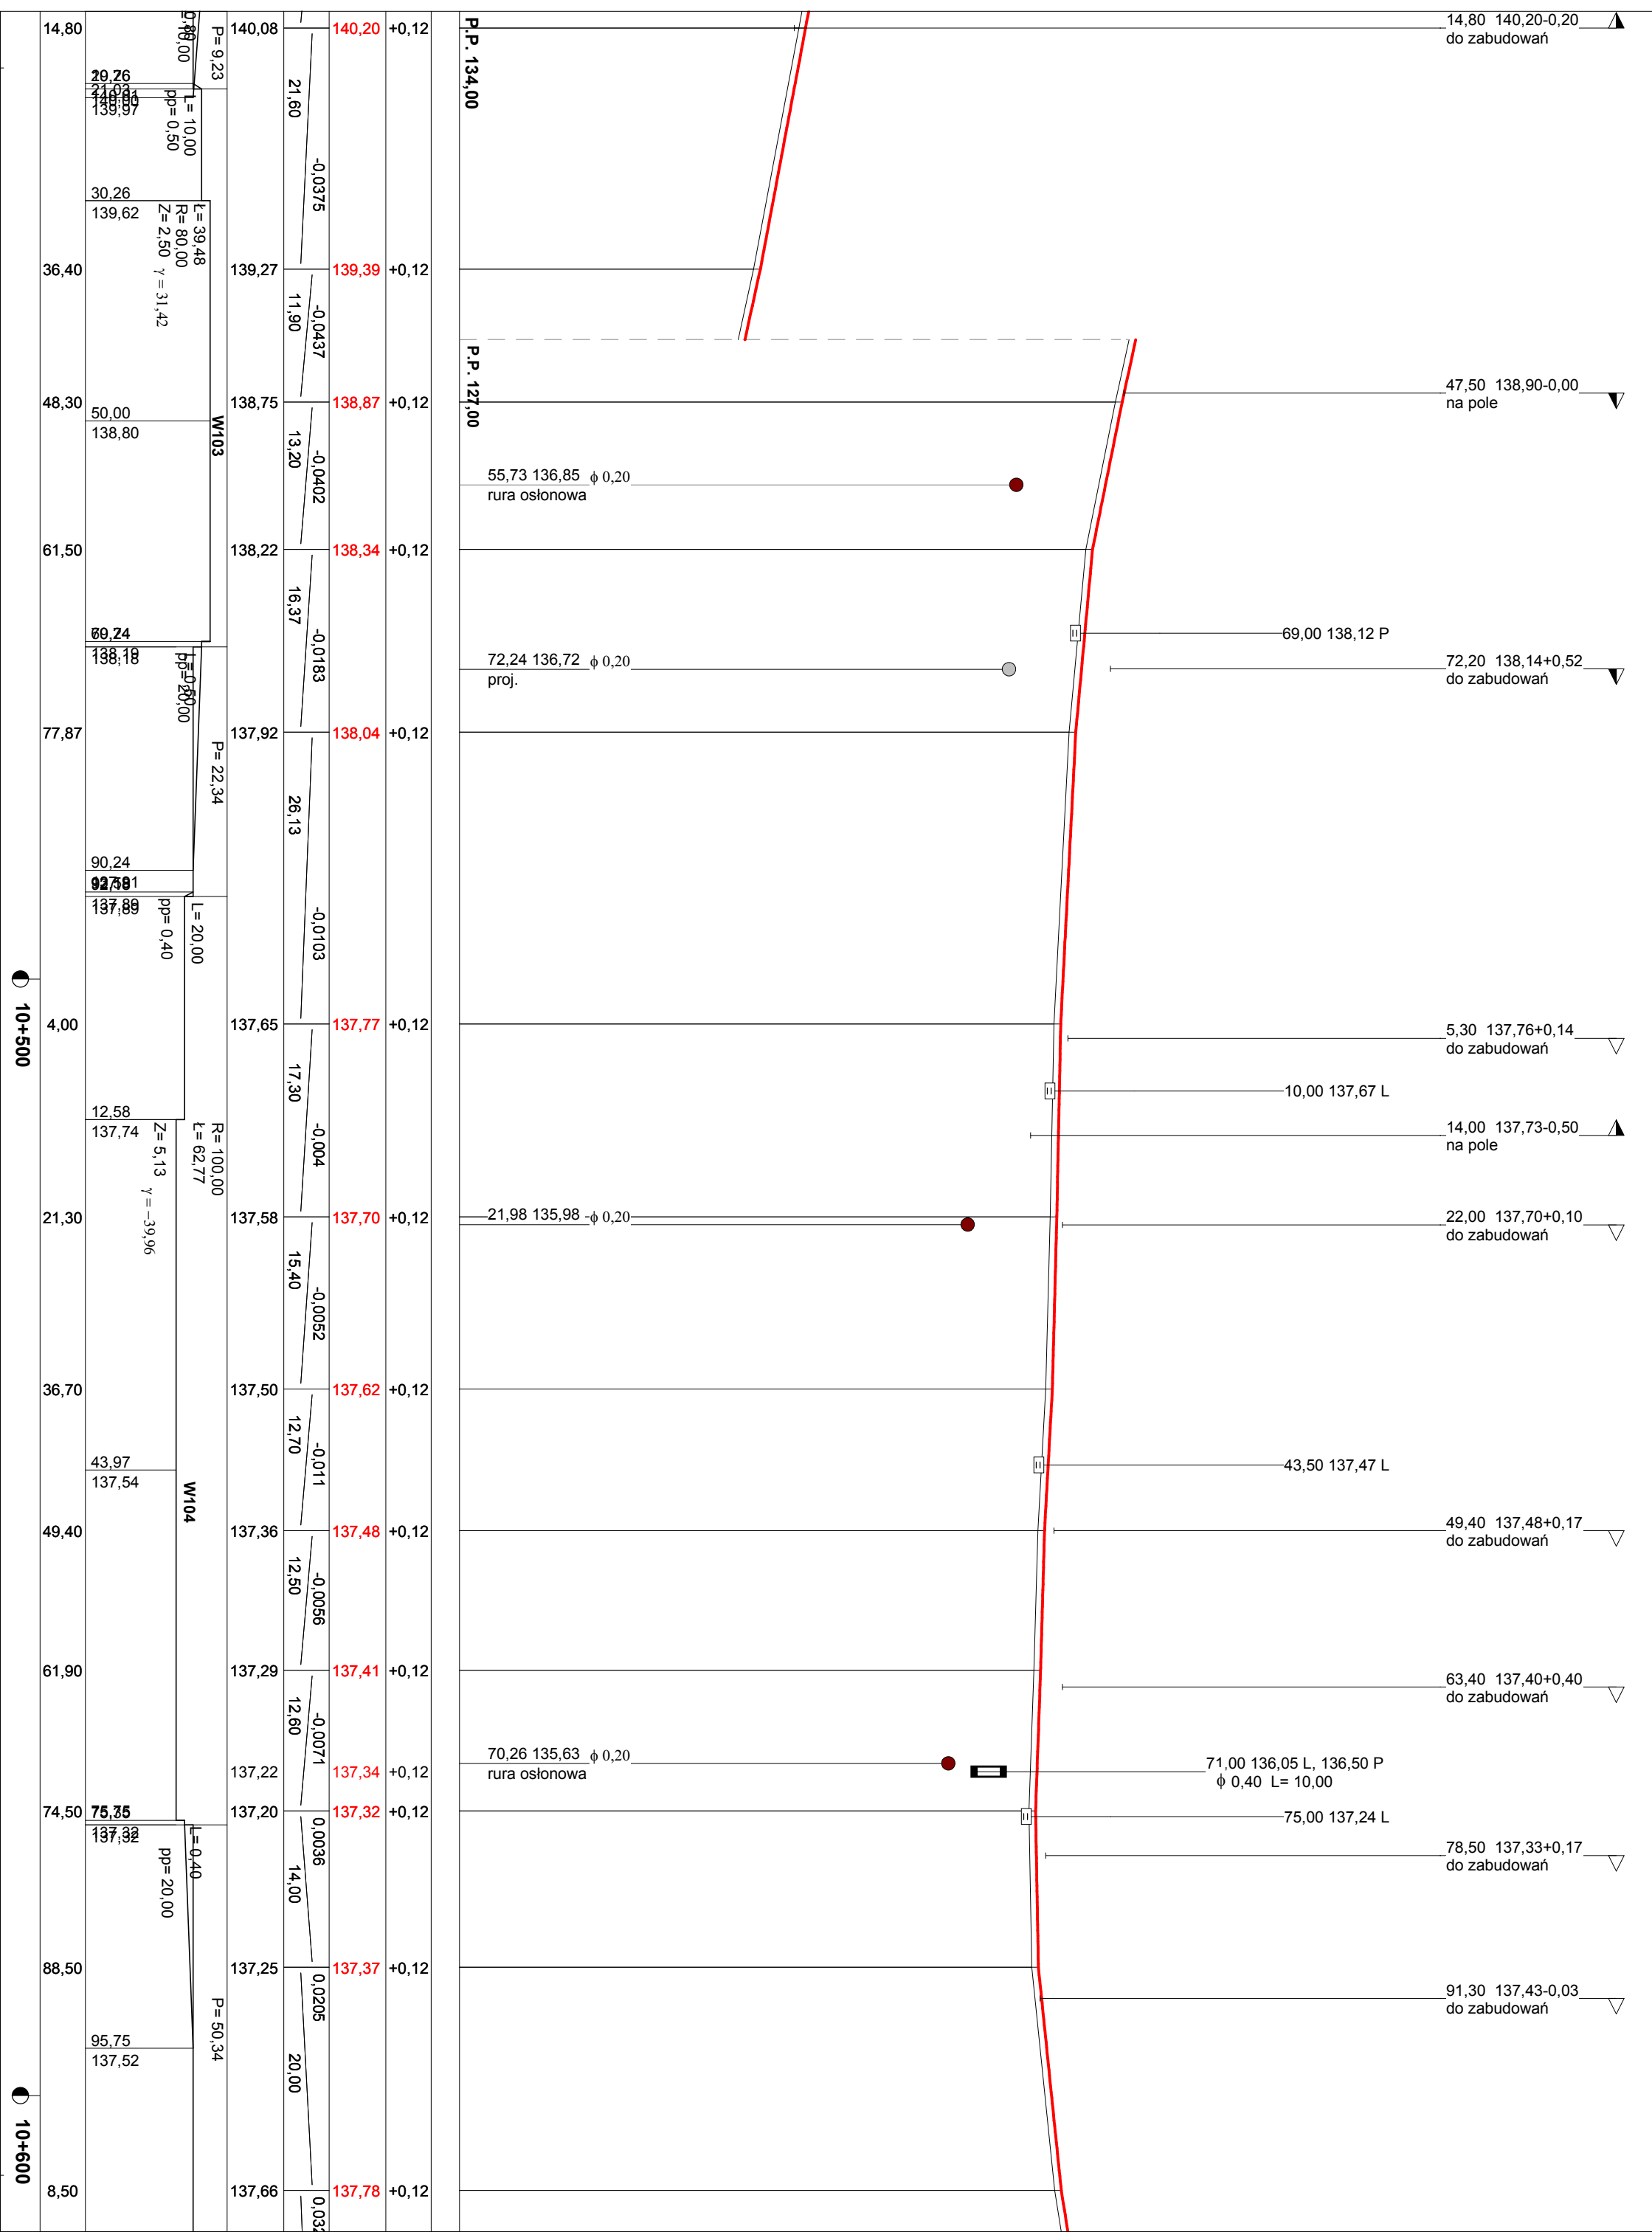 14,80
140,08
140,20
+0,12
P.P. 134,00
14,80 140,20-0,20
do zabudowań
P= 9,23
21,60
-0,0375
139,97
L= 10,00
pp= 0,50
30,26
139,62
Ł= 39,48
R= 80,00
Z= 2,50 γ = 31,42
36,40
139,27
139,39
+0,12
11,90
-0,0437
P.P. 127,00
47,50 138,90-0,00
na pole
48,30
138,75
138,87
+0,12
50,00
138,80
W103
13,20
-0,0402
55,73 136,85 ϕ 0,20
rura osłonowa
61,50
138,22
138,34
+0,12
16,37
-0,0183
69,00 138,12 P
138,18
72,24 136,72 ϕ 0,20
proj.
72,20 138,14+0,52
do zabudowań
77,87
137,92
138,04
+0,12
P= 22,34
26,13
-0,0103
90,24
137,89
L= 20,00
pp= 0,40
10+500
4,00
137,65
137,77
+0,12
5,30 137,76+0,14
do zabudowań
17,30
-0,004
10,00 137,67 L
12,58
137,74
R= 100,00
Ł= 62,77
Z= 5,13 γ = −39,96
14,00 137,73-0,50
na pole
21,30
137,58
137,70
+0,12
21,98 135,98 ϕ 0,20
22,00 137,70+0,10
do zabudowań
15,40
-0,0052
36,70
137,50
137,62
+0,12
12,70
-0,011
43,97
137,54
W104
43,50 137,47 L
49,40
137,36
137,48
+0,12
49,40 137,48+0,17
do zabudowań
12,50
-0,0056
61,90
137,29
137,41
+0,12
63,40 137,40+0,40
do zabudowań
12,60
-0,0071
70,26 135,63 ϕ 0,20
rura osłonowa
137,22
137,34
+0,12
71,00 136,05 L, 136,50 P
ϕ 0,40 L= 10,00
74,50
137,20
137,32
+0,12
75,00 137,24 L
137,32
L= 0,40
pp= 20,00
0,0036
14,00
78,50 137,33+0,17
do zabudowań
88,50
137,25
137,37
+0,12
91,30 137,43-0,03
do zabudowań
P= 50,34
0,0205
20,00
95,75
137,52
10+600
8,50
137,66
137,78
+0,12